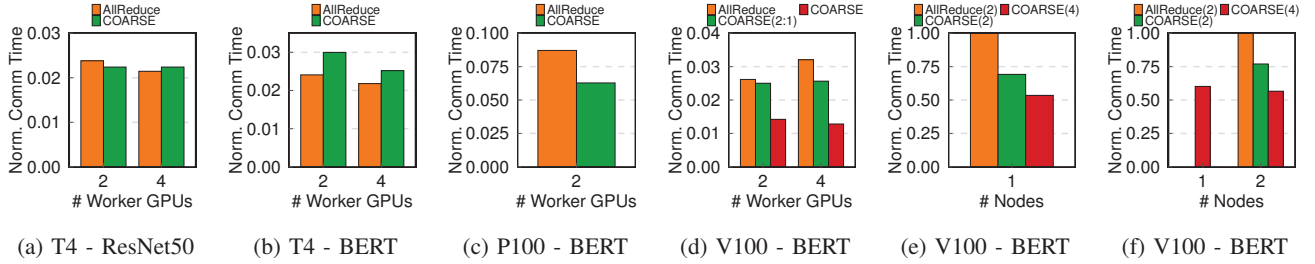 AllReduce
COARSE
Norm. Comm Time
0.03
0.02
0.01
0.00
2 4
# Worker GPUs
(a) T4 - ResNet50
AllReduce
COARSE
Norm. Comm Time
0.03
0.02
0.01
0.00
2 4
# Worker GPUs
(b) T4 - BERT
AllReduce
COARSE
Norm. Comm Time
0.100
0.075
0.050
0.025
0.000
2
# Worker GPUs
(c) P100 - BERT
AllReduce COARSE
COARSE(2:1)
Norm. Comm Time
0.04
0.03
0.02
0.01
0.00
2 4
# Worker GPUs
(d) V100 - BERT
AllReduce(2) COARSE(4)
COARSE(2)
Norm. Comm Time
1.00
0.75
0.50
0.25
0.00
1
# Nodes
(e) V100 - BERT
AllReduce(2) COARSE(4)
COARSE(2)
Norm. Comm Time
1.00
0.75
0.50
0.25
0.00
1 2
# Nodes
(f) V100 - BERT